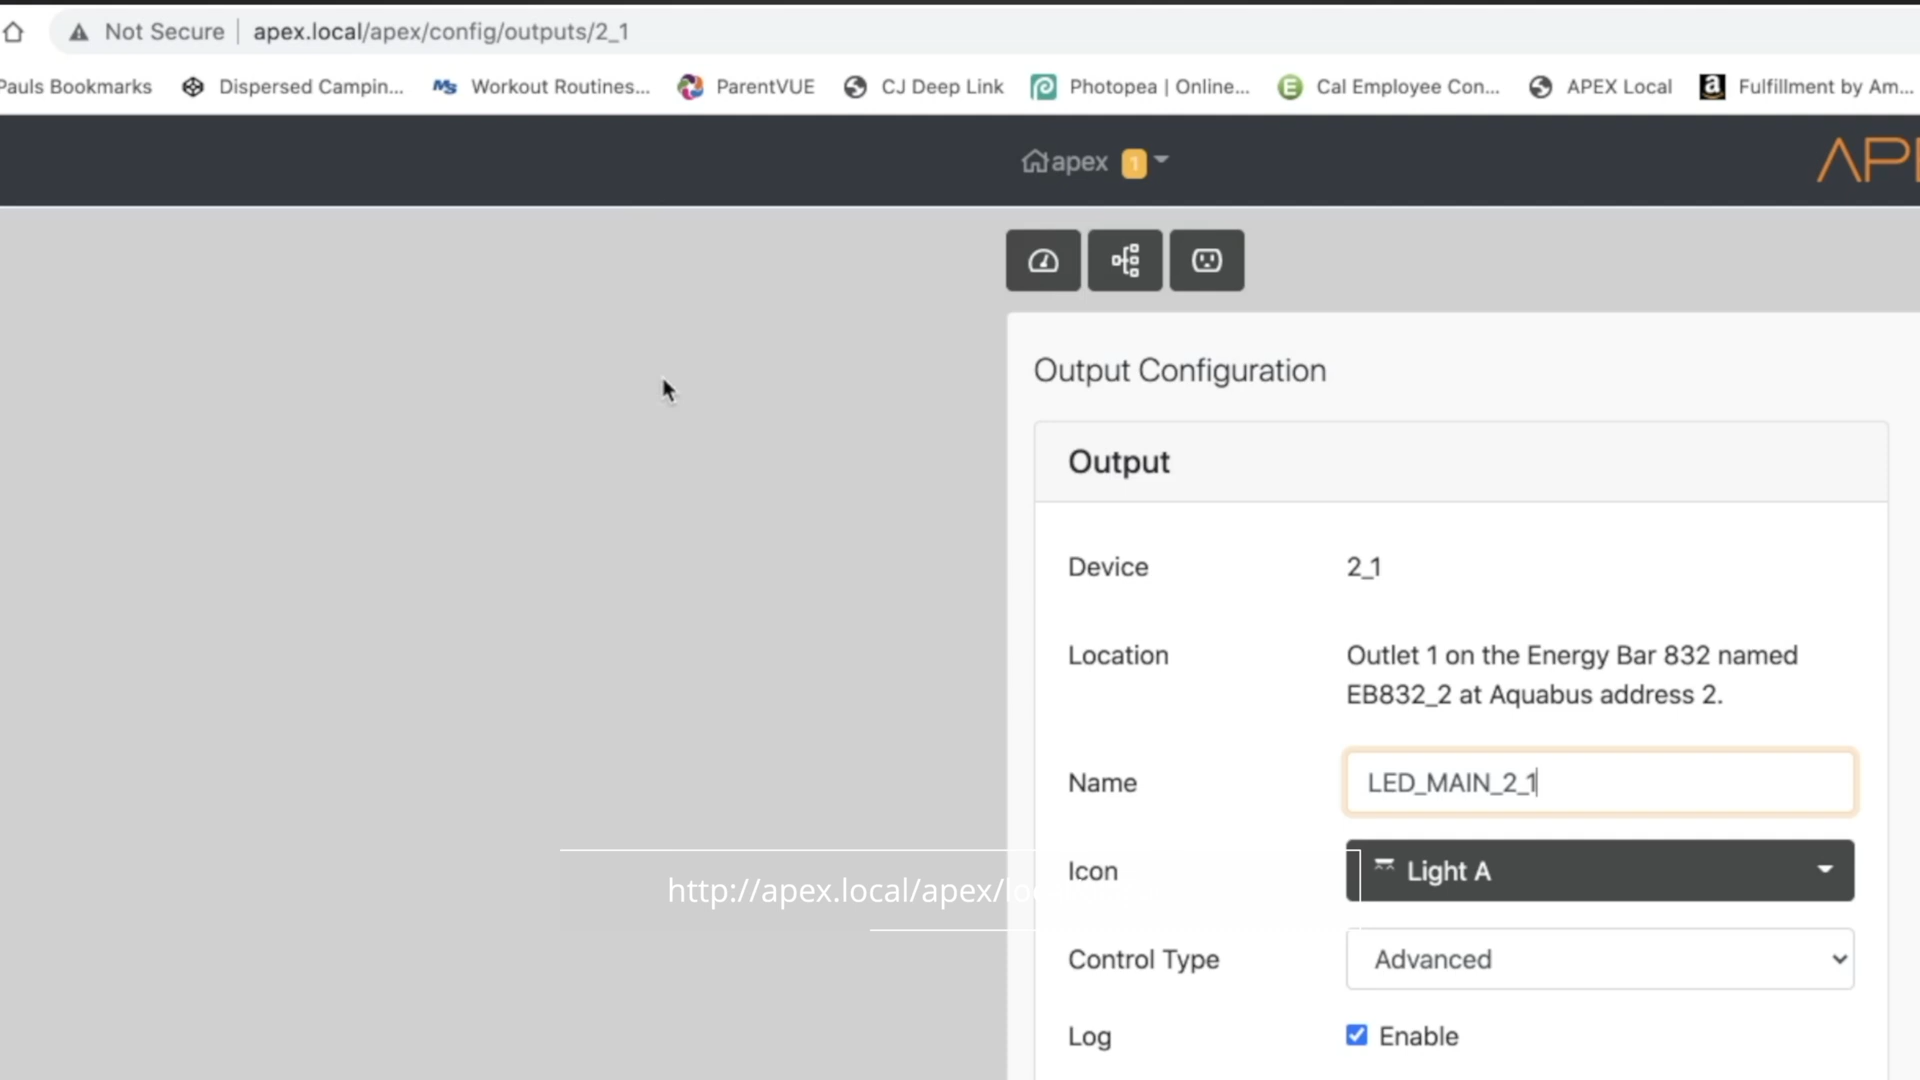 Not Secure apex.local/apex/config/outputs/2_1
Pauls Bookmarks Dispersed Campin... Workout Routines... ParentVUE CJ Deep Link Photopea | Online... Cal Employee Con... APEX Local Fulfillment by Am...
apex 1
Output Configuration
Output
Device 2_1
Location Outlet 1 on the Energy Bar 832 named
EB832_2 at Aquabus address 2.
Name LED_MAIN_2_1
Icon Light A
http://apex.local/apex/lo
Control Type Advanced
Log Enable